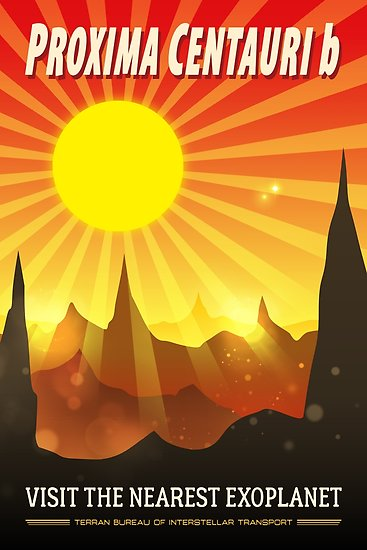 PROXIMA CENTAURI b
VISIT THE NEAREST EXOPLANET
TERRAN BUREAU OF INTERSTELLAR TRANSPORT